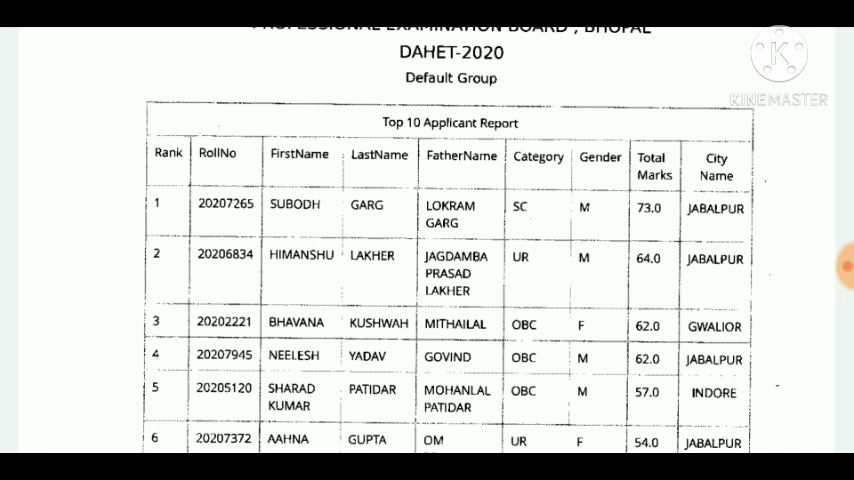 PROFESSIONAL EXAMINATION BOARD , BHOPAL
DAHET-2020
Default Group
KINEMASTER
Top 10 Applicant Report
Rank RollNo FirstName LastName FatherName Category Gender Total Marks City Name
1 20207265 SUBODH GARG LOKRAM GARG SC M 73.0 JABALPUR
2 20206834 HIMANSHU LAKHER JAGDAMBA PRASAD LAKHER UR M 64.0 JABALPUR
3 20202221 BHAVANA KUSHWAH MITHAILAL OBC F 62.0 GWALIOR
4 20207945 NEELESH YADAV GOVIND OBC M 62.0 JABALPUR
5 20205120 SHARAD KUMAR PATIDAR MOHANLAL PATIDAR OBC M 57.0 INDORE
6 20207372 AAHNA GUPTA OM UR F 54.0 JABALPUR